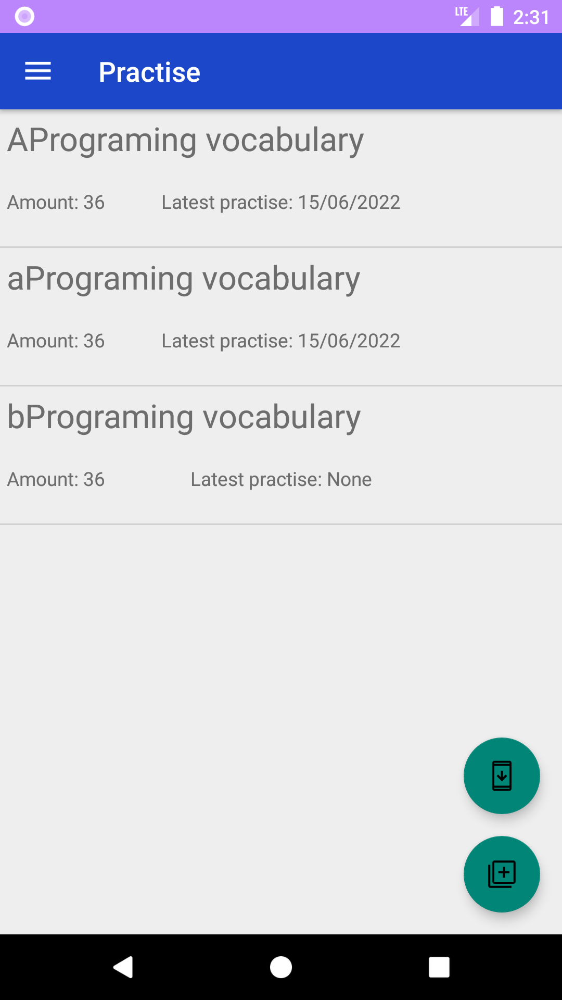 LTE 2:31
Practise
APrograming vocabulary
Amount: 36 Latest practise: 15/06/2022
aPrograming vocabulary
Amount: 36 Latest practise: 15/06/2022
bPrograming vocabulary
Amount: 36 Latest practise: None